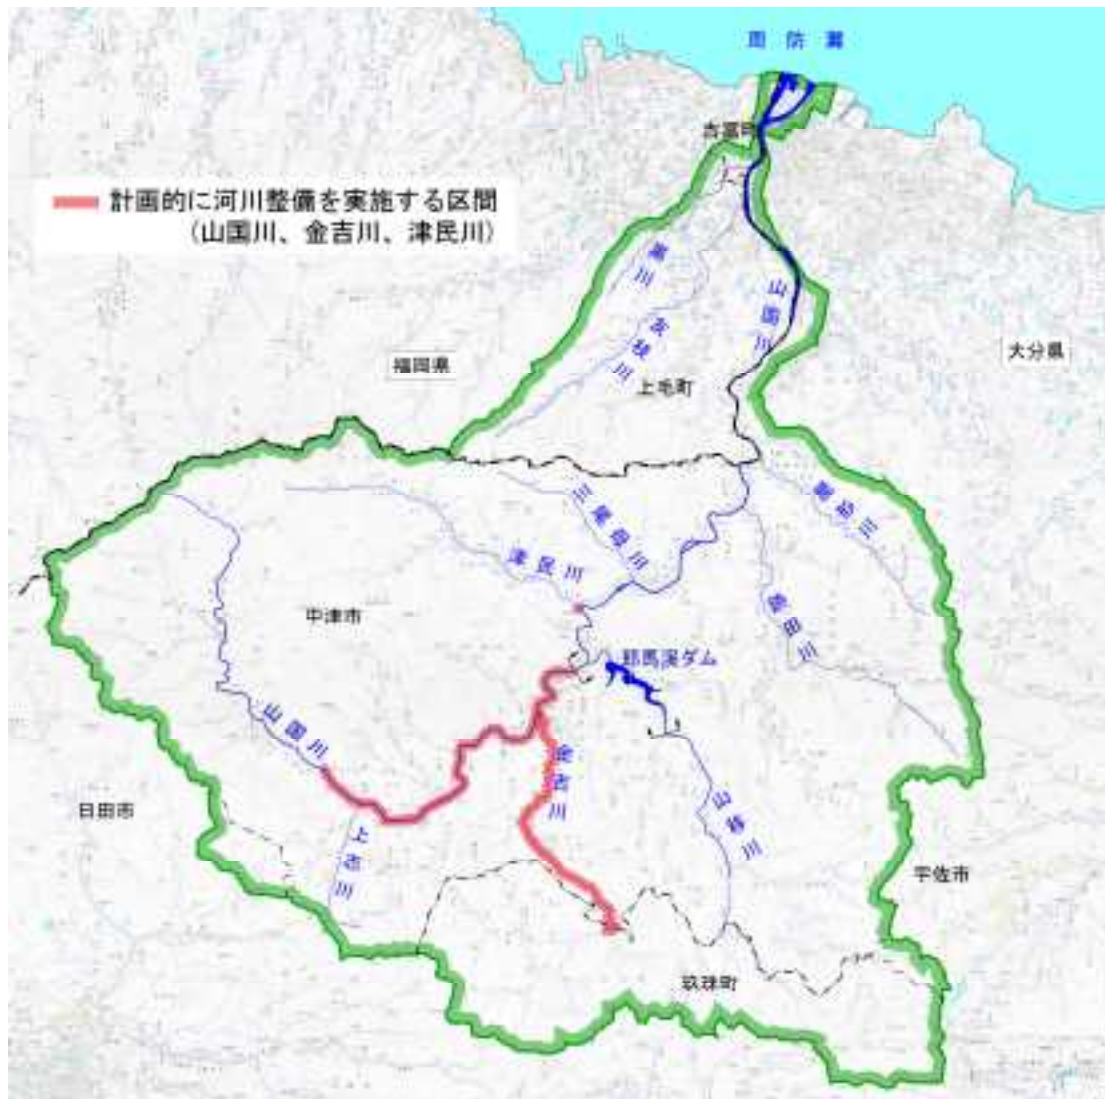 周防灘
吉富町
計画的に河川整備を実施する区間
(山国川、金吉川、津民川)
黒川
友枝川
山国川
福岡県
大分県
上毛町
三尾母川
津民川
跡田川
中津市
耶馬溪ダム
山国川
金吉川
山移川
日田市
上志川
宇佐市
玖珠町